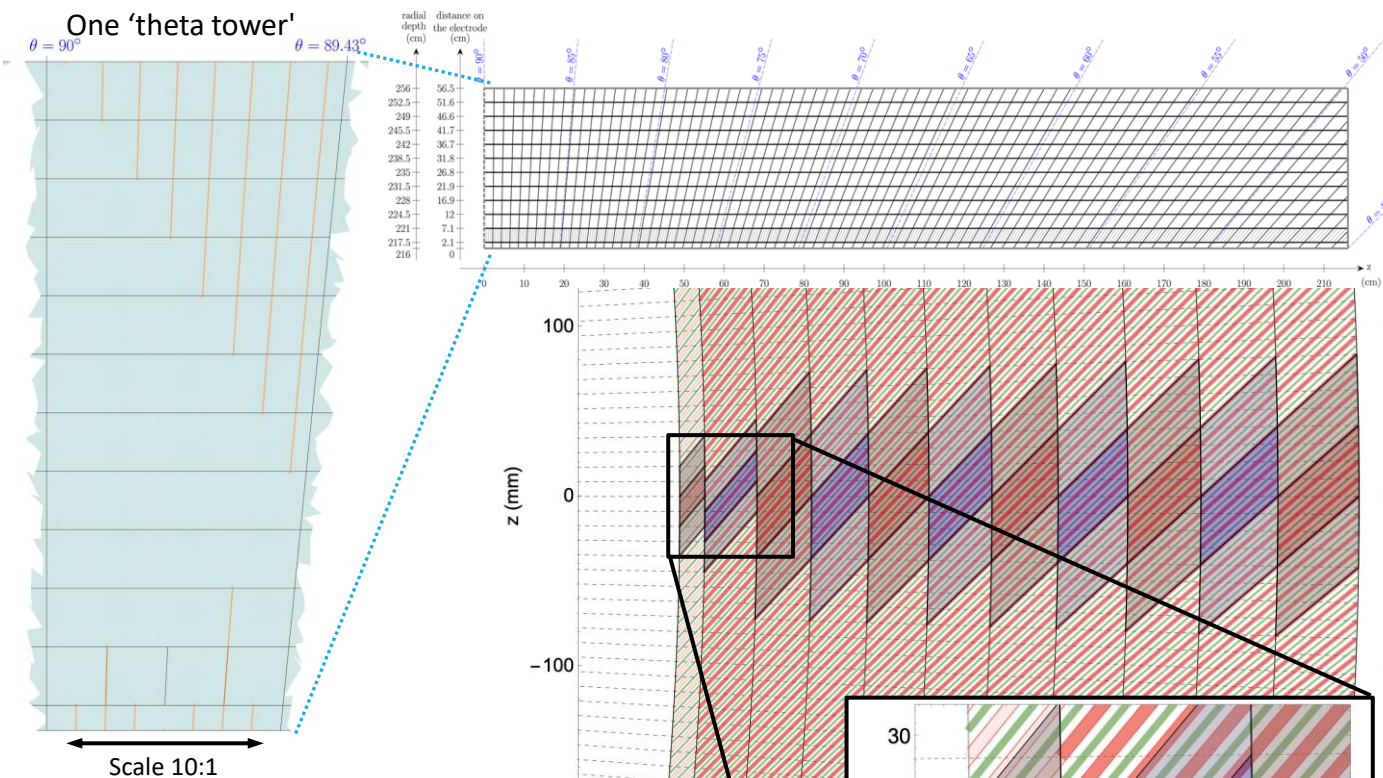 One ‘theta tower'
θ = 90°
θ = 89.43°
Scale 10:1
radial depth (cm)
distance on the electrode (cm)
256 56.5
252.5 51.6
249 46.6
245.5 41.7
242 36.7
238.5 31.8
235 26.8
231.5 21.9
228 16.9
224.5 12
221 7.1
217.5 2.1
216 0
θ = 90°
θ = 85°
θ = 80°
θ = 75°
θ = 70°
θ = 65°
θ = 60°
θ = 55°
θ = 50°
θ =
0 10 20 30 40 50 60 70 80 90 100 110 120 130 140 150 160 170 180 190 200 210
z
(cm)
100
0
−100
z (mm)
30